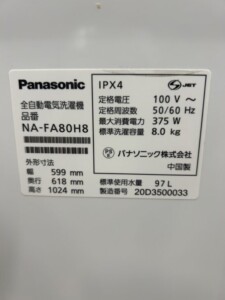 Panasonic
全自動電気洗濯機
品番
NA-FA80H8
外形寸法
幅 599 mm
奥行 618 mm
高さ 1024 mm
IPX4
JET
定格電圧 100 V ～
定格周波数 50/60 Hz
最大消費電力 375 W
標準洗濯容量 8.0 kg
パナソニック株式会社
中国製
標準使用水量 97 L
製造番号 20D3500033